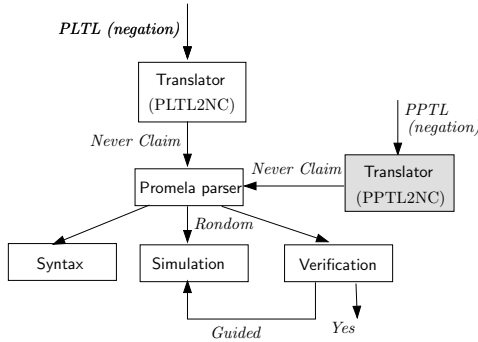 PLTL (negation)
Translator
(PLTL2NC)
PPTL
(negation)
Never Claim
Never Claim
Translator
(PPTL2NC)
Promela parser
Rondom
Syntax
Simulation
Verification
Guided
Yes